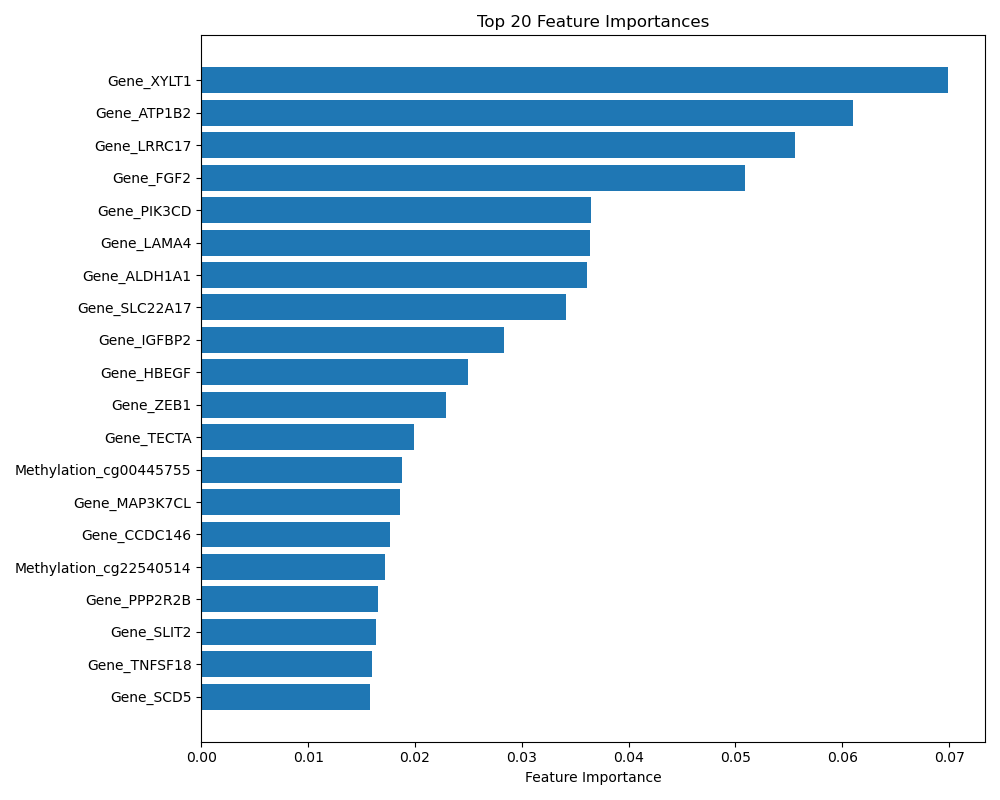 Top 20 Feature Importances
Gene_XYLT1
Gene_ATP1B2
Gene_LRRC17
Gene_FGF2
Gene_PIK3CD
Gene_LAMA4
Gene_ALDH1A1
Gene_SLC22A17
Gene_IGFBP2
Gene_HBEGF
Gene_ZEB1
Gene_TECTA
Methylation_cg00445755
Gene_MAP3K7CL
Gene_CCDC146
Methylation_cg22540514
Gene_PPP2R2B
Gene_SLIT2
Gene_TNFSF18
Gene_SCD5
0.00 0.01 0.02 0.03 0.04 0.05 0.06 0.07
Feature Importance